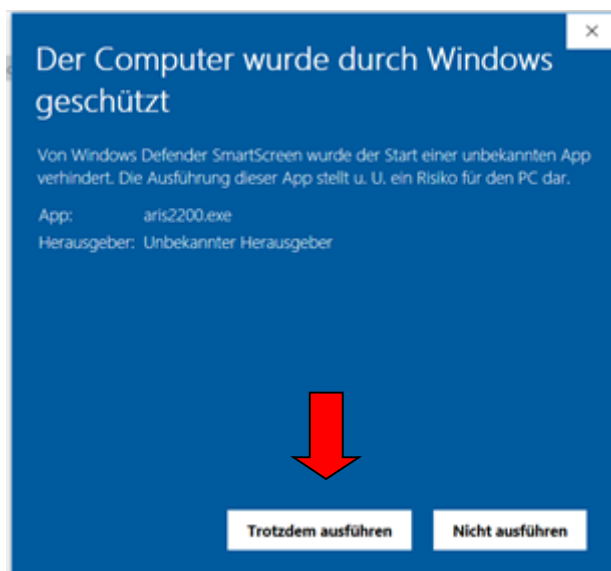 Der Computer wurde durch Windows
geschützt
Von Windows Defender SmartScreen wurde der Start einer unbekannten App
verhindert. Die Ausführung dieser App stellt u. U. ein Risiko für den PC dar.
App: aris2200.exe
Herausgeber: Unbekannter Herausgeber
Trotzdem ausführen Nicht ausführen